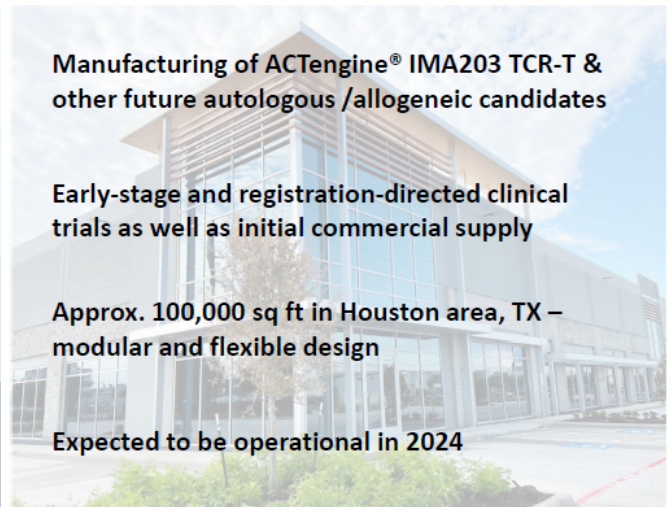 Manufacturing of ACTengine® IMA203 TCR-T &
other future autologous /allogeneic candidates
Early-stage and registration-directed clinical
trials as well as initial commercial supply
Approx. 100,000 sq ft in Houston area, TX –
modular and flexible design
Expected to be operational in 2024